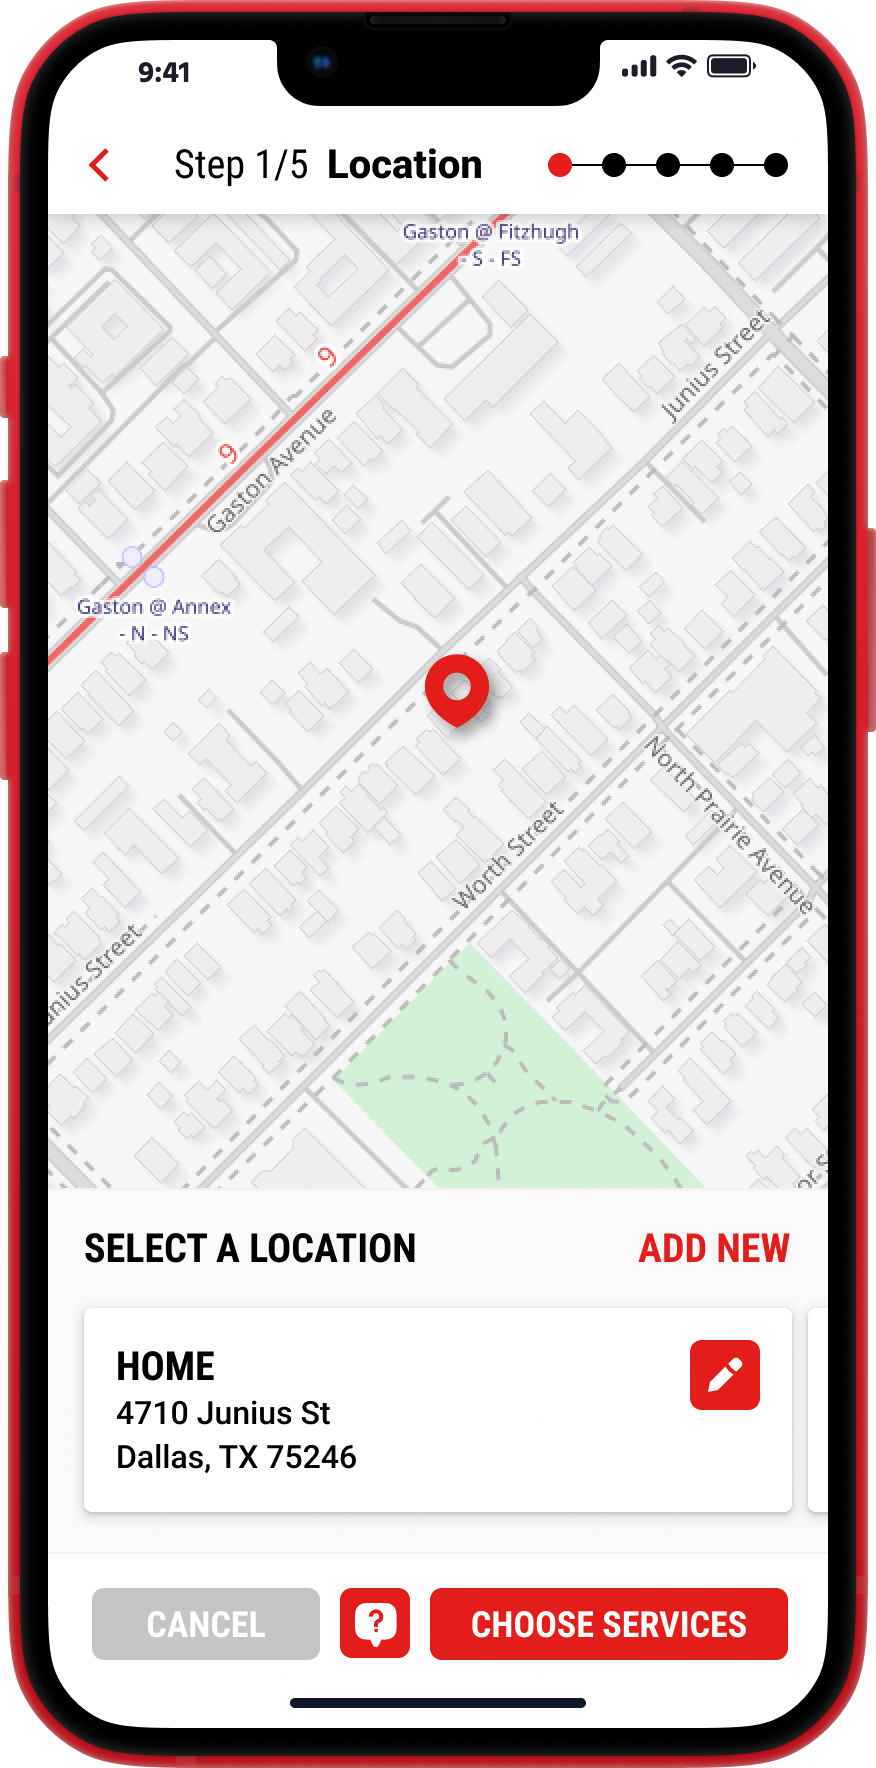 9:41
Step 1/5 Location
Gaston @ Fitzhugh
- S - FS
Junius Street
9
9
Gaston Avenue
Gaston @ Annex
- N - NS
North Prairie Avenue
Worth Street
unius Street
or S
SELECT A LOCATION
ADD NEW
HOME
4710 Junius St
Dallas, TX 75246
CANCEL
?
CHOOSE SERVICES